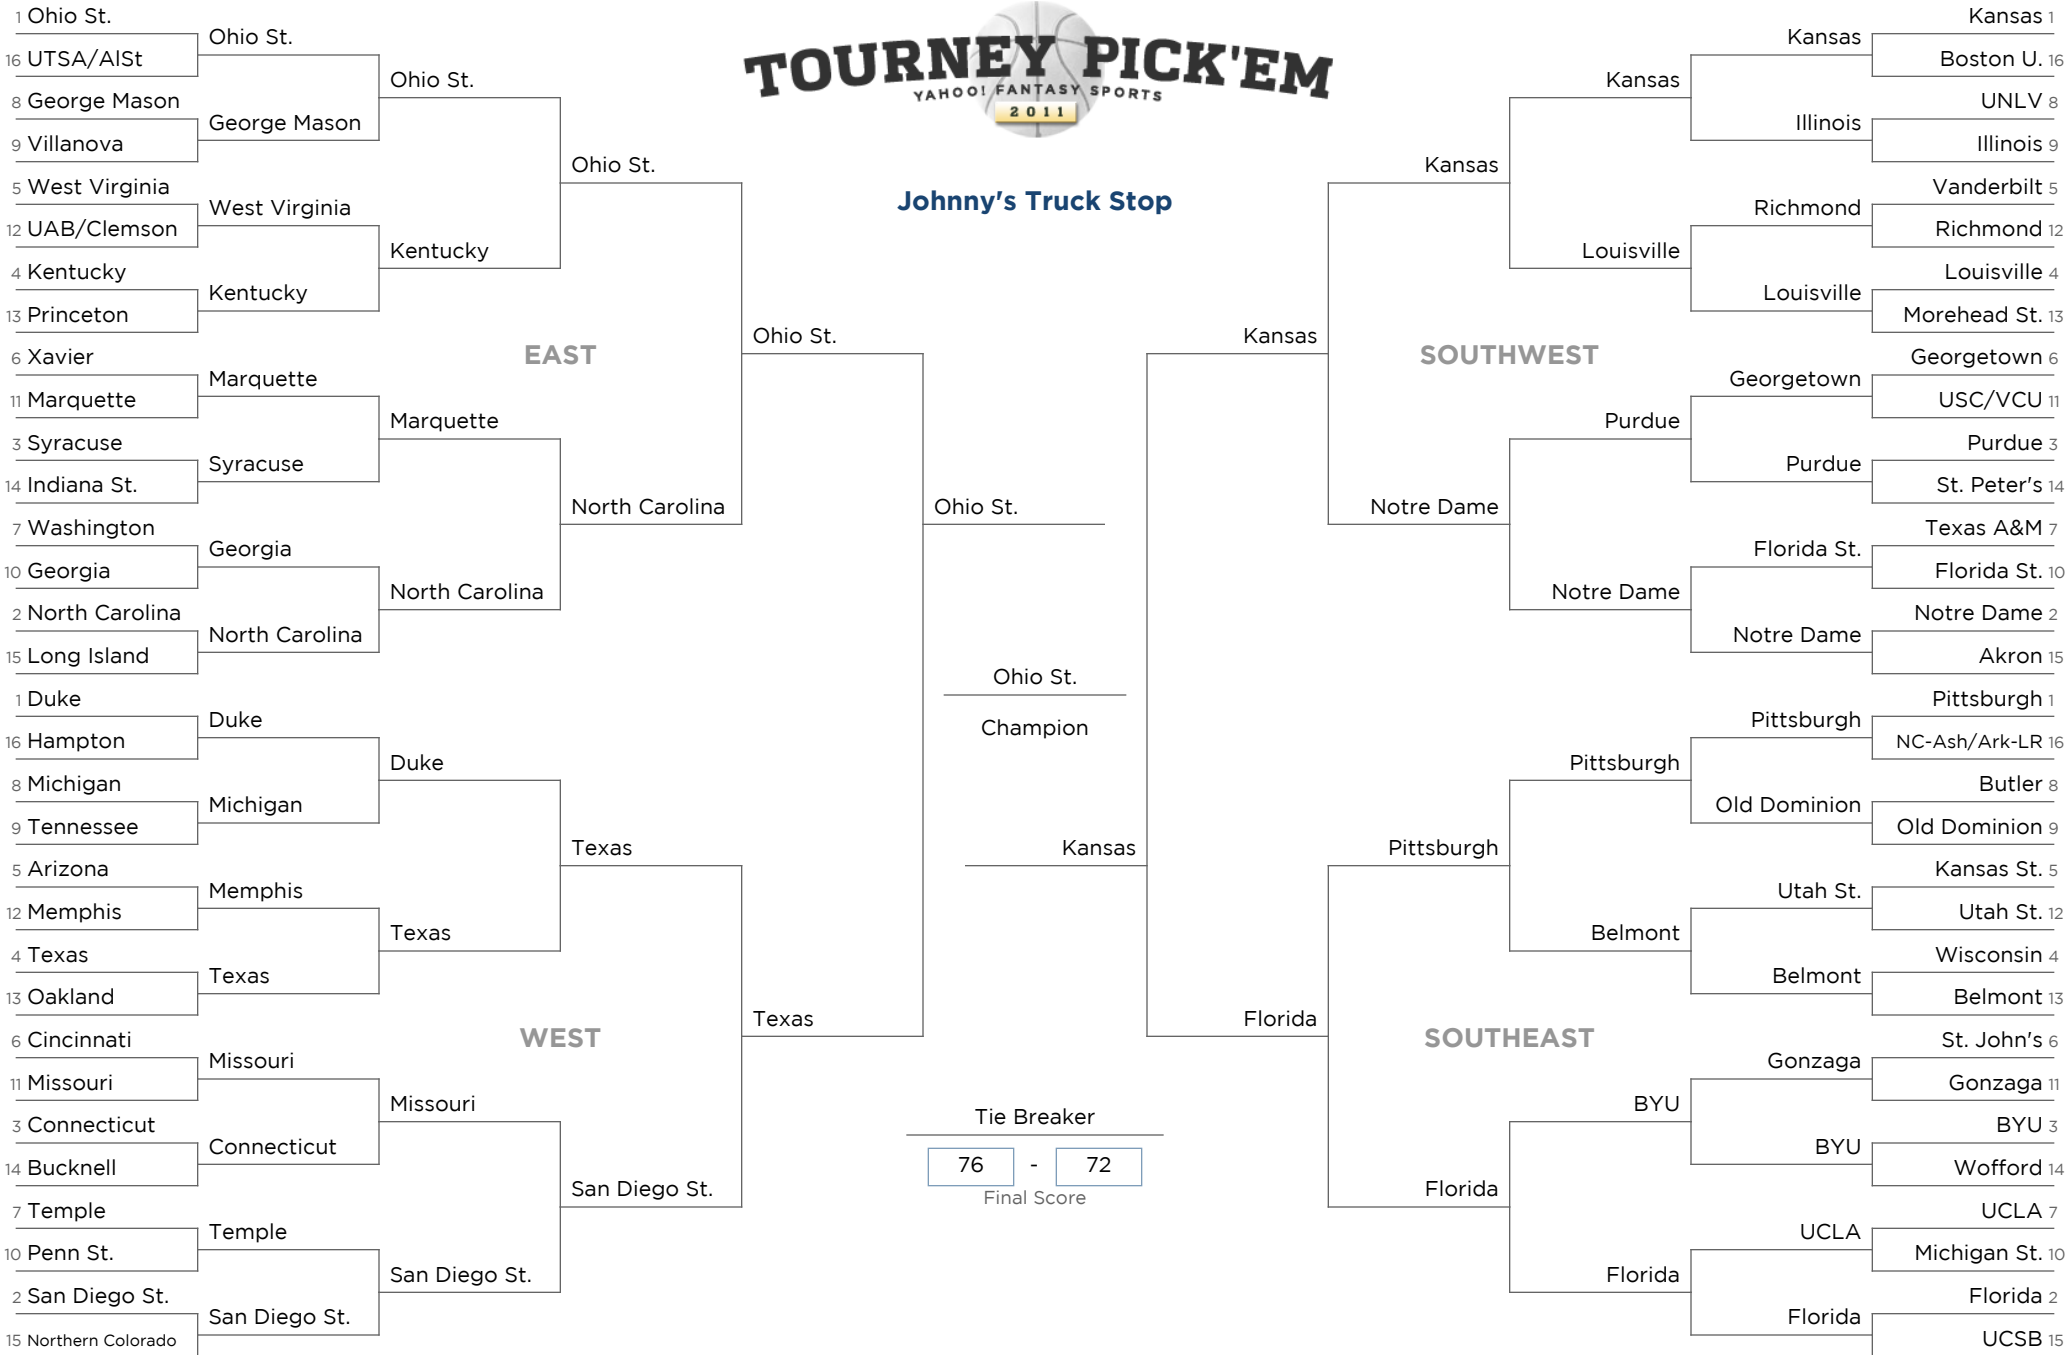 TOURNEY PICK'EM
YAHOO! FANTASY SPORTS
2011
Johnny's Truck Stop
1 Ohio St.
16 UTSA/AlSt
8 George Mason
9 Villanova
5 West Virginia
12 UAB/Clemson
4 Kentucky
13 Princeton
6 Xavier
11 Marquette
3 Syracuse
14 Indiana St.
7 Washington
10 Georgia
2 North Carolina
15 Long Island
Ohio St.
George Mason
West Virginia
Kentucky
Marquette
Syracuse
Georgia
North Carolina
Ohio St.
Kentucky
Marquette
North Carolina
Ohio St.
North Carolina
EAST
Ohio St.
1 Duke
16 Hampton
8 Michigan
9 Tennessee
5 Arizona
12 Memphis
4 Texas
13 Oakland
6 Cincinnati
11 Missouri
3 Connecticut
14 Bucknell
7 Temple
10 Penn St.
2 San Diego St.
15 Northern Colorado
Duke
Michigan
Memphis
Texas
Missouri
Connecticut
Temple
San Diego St.
Duke
Texas
Missouri
San Diego St.
Texas
San Diego St.
WEST
Texas
Ohio St.
Ohio St.
Champion
Kansas
Tie Breaker
76 - 72
Final Score
Kansas
SOUTHWEST
Kansas
Notre Dame
Kansas
Louisville
Purdue
Notre Dame
Kansas
Illinois
Richmond
Louisville
Georgetown
Purdue
Florida St.
Notre Dame
Kansas 1
Boston U. 16
UNLV 8
Illinois 9
Vanderbilt 5
Richmond 12
Louisville 4
Morehead St. 13
Georgetown 6
USC/VCU 11
Purdue 3
St. Peter's 14
Texas A&M 7
Florida St. 10
Notre Dame 2
Akron 15
Florida
SOUTHEAST
Pittsburgh
Florida
Pittsburgh
Belmont
BYU
Florida
Pittsburgh
Old Dominion
Utah St.
Belmont
Gonzaga
BYU
UCLA
Florida
Pittsburgh 1
NC-Ash/Ark-LR 16
Butler 8
Old Dominion 9
Kansas St. 5
Utah St. 12
Wisconsin 4
Belmont 13
St. John's 6
Gonzaga 11
BYU 3
Wofford 14
UCLA 7
Michigan St. 10
Florida 2
UCSB 15